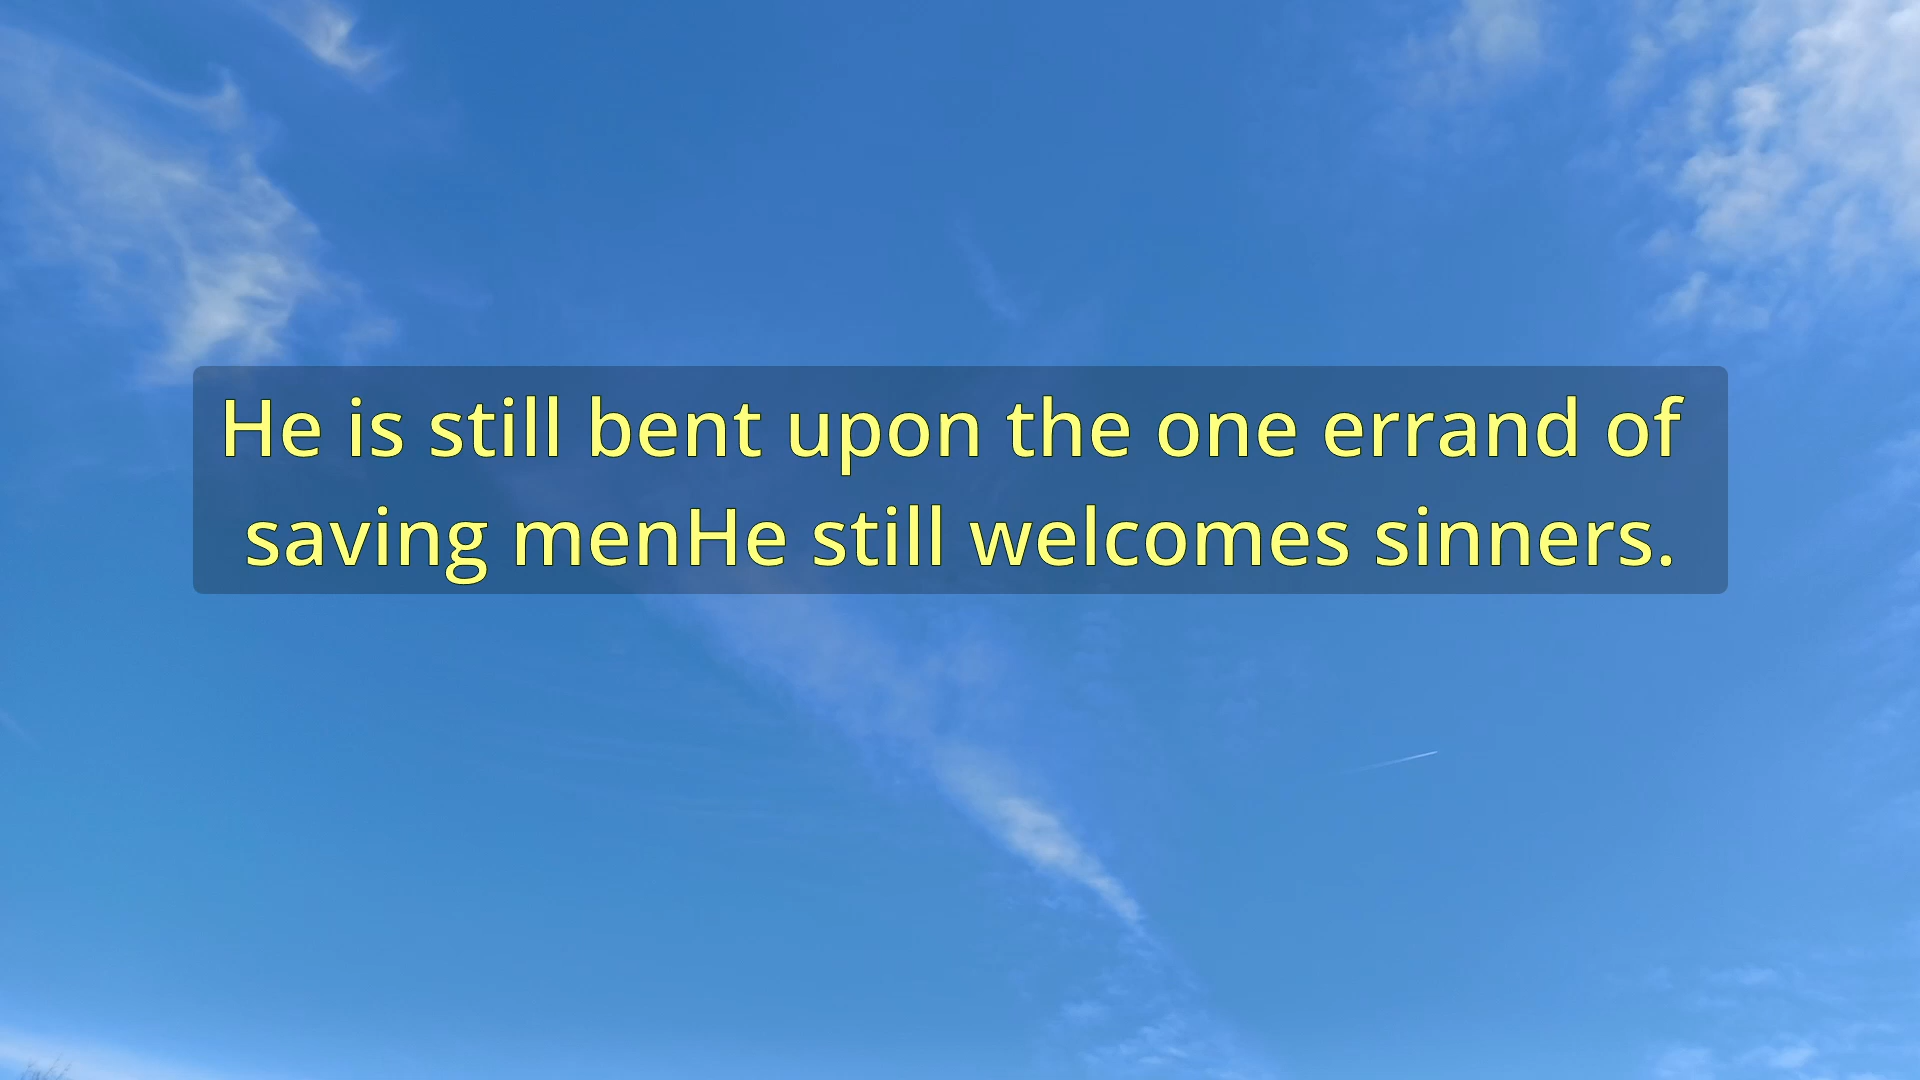 He is still bent upon the one errand of
saving menHe still welcomes sinners.